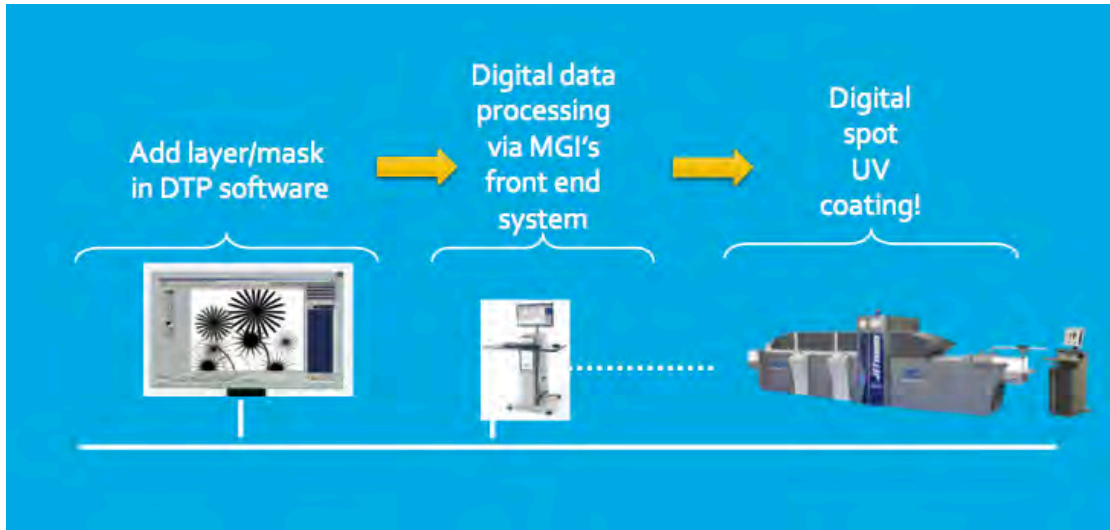 Add layer/mask
in DTP software
Digital data
processing
via MGI's
front end
system
Digital
spot
UV
coating!